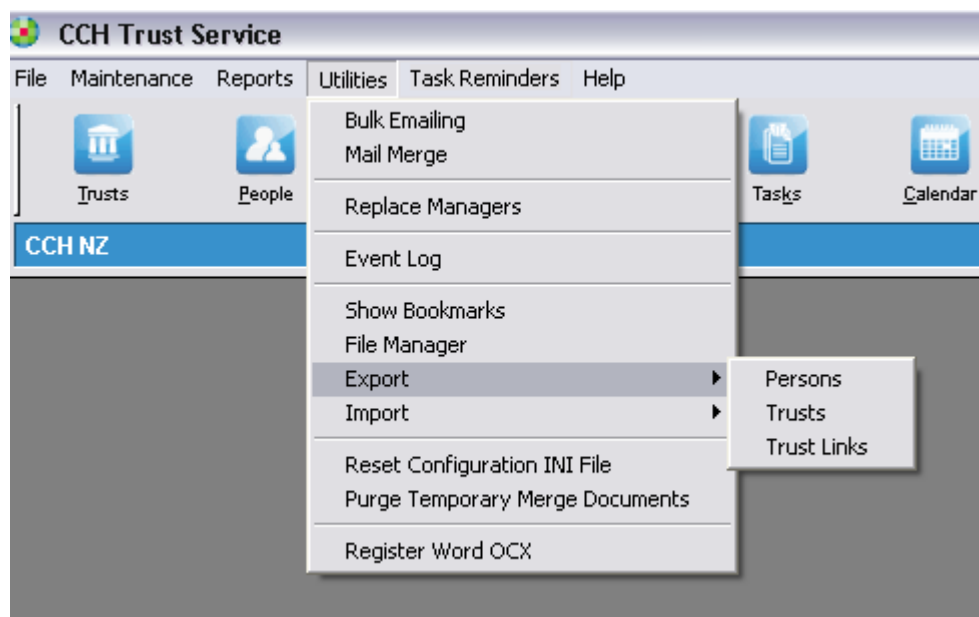 CCH Trust Service
File Maintenance Reports Utilities Task Reminders Help
Trusts People Tasks Calendar
CCH NZ
Bulk Emailing
Mail Merge
Replace Managers
Event Log
Show Bookmarks
File Manager
Export
Import
Reset Configuration INI File
Purge Temporary Merge Documents
Register Word OCX
Persons
Trusts
Trust Links